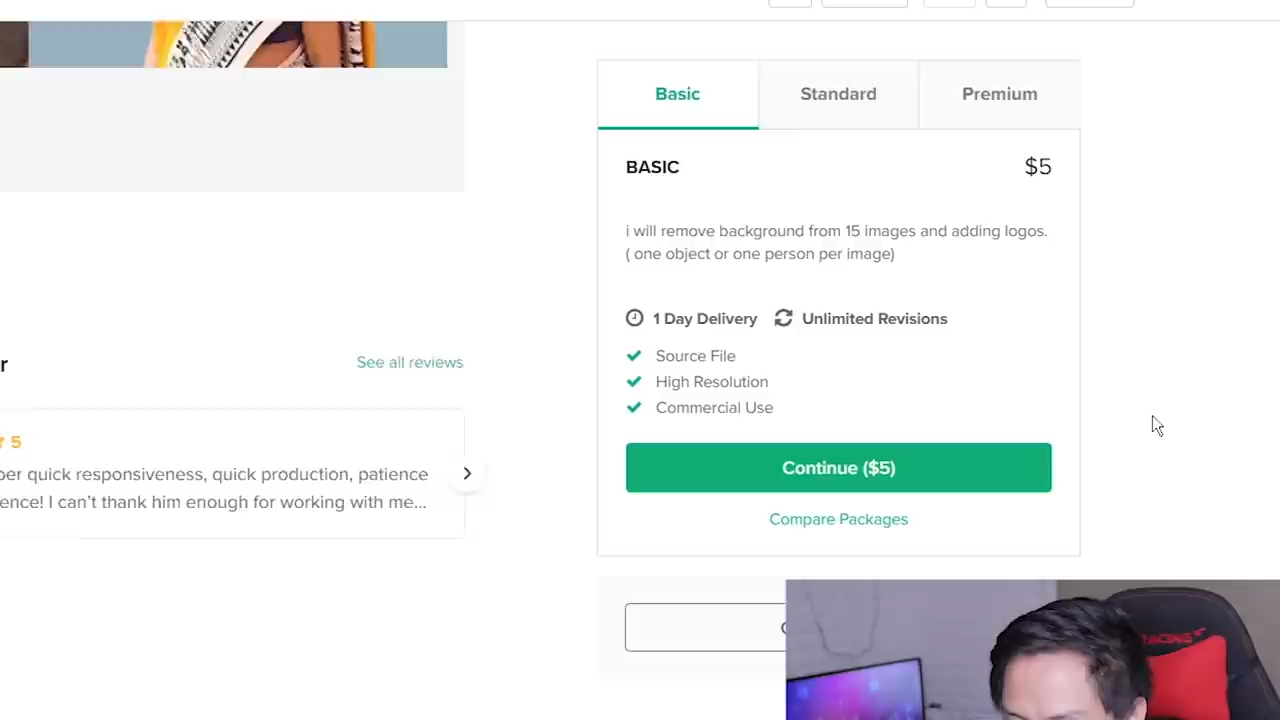 Basic
Standard
Premium
BASIC
$5
i will remove background from 15 images and adding logos.
( one object or one person per image)
1 Day Delivery
Unlimited Revisions
Source File
High Resolution
Commercial Use
Continue ($5)
Compare Packages
See all reviews
5
quick responsiveness, quick production, patience
I can't thank him enough for working with me...
RACING